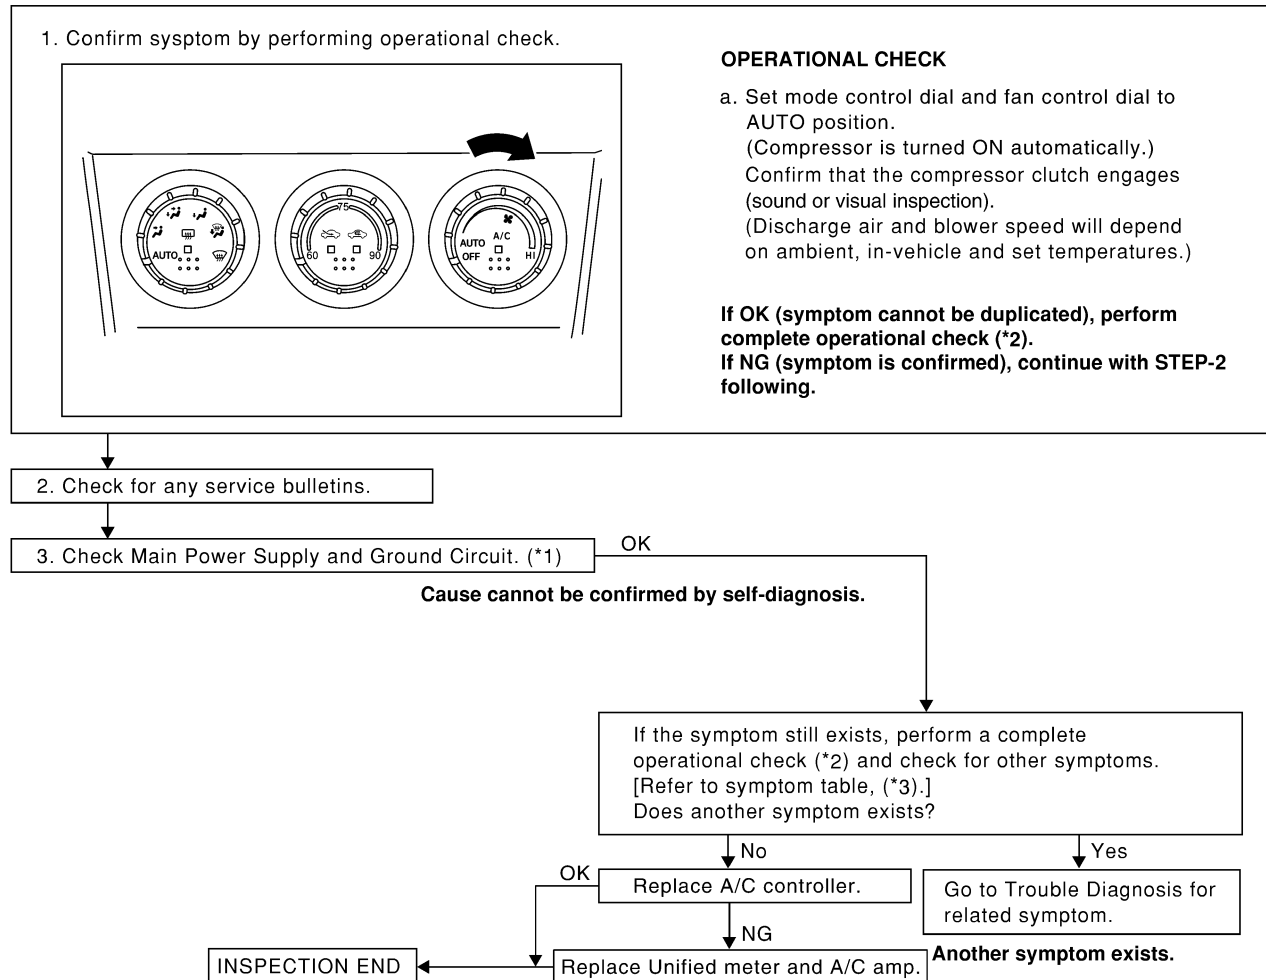 1. Confirm sysptom by performing operational check.
75
60
90
AUTO
AUTO
OFF
A/C
HI
OPERATIONAL CHECK
a. Set mode control dial and fan control dial to
AUTO position.
(Compressor is turned ON automatically.)
Confirm that the compressor clutch engages
(sound or visual inspection).
(Discharge air and blower speed will depend
on ambient, in-vehicle and set temperatures.)
If OK (symptom cannot be duplicated), perform
complete operational check (*2).
If NG (symptom is confirmed), continue with STEP-2
following.
2. Check for any service bulletins.
3. Check Main Power Supply and Ground Circuit. (*1)
OK
Cause cannot be confirmed by self-diagnosis.
If the symptom still exists, perform a complete
operational check (*2) and check for other symptoms.
[Refer to symptom table, (*3).]
Does another symptom exists?
No
Yes
OK
Replace A/C controller.
Go to Trouble Diagnosis for
related symptom.
NG
Another symptom exists.
INSPECTION END
Replace Unified meter and A/C amp.